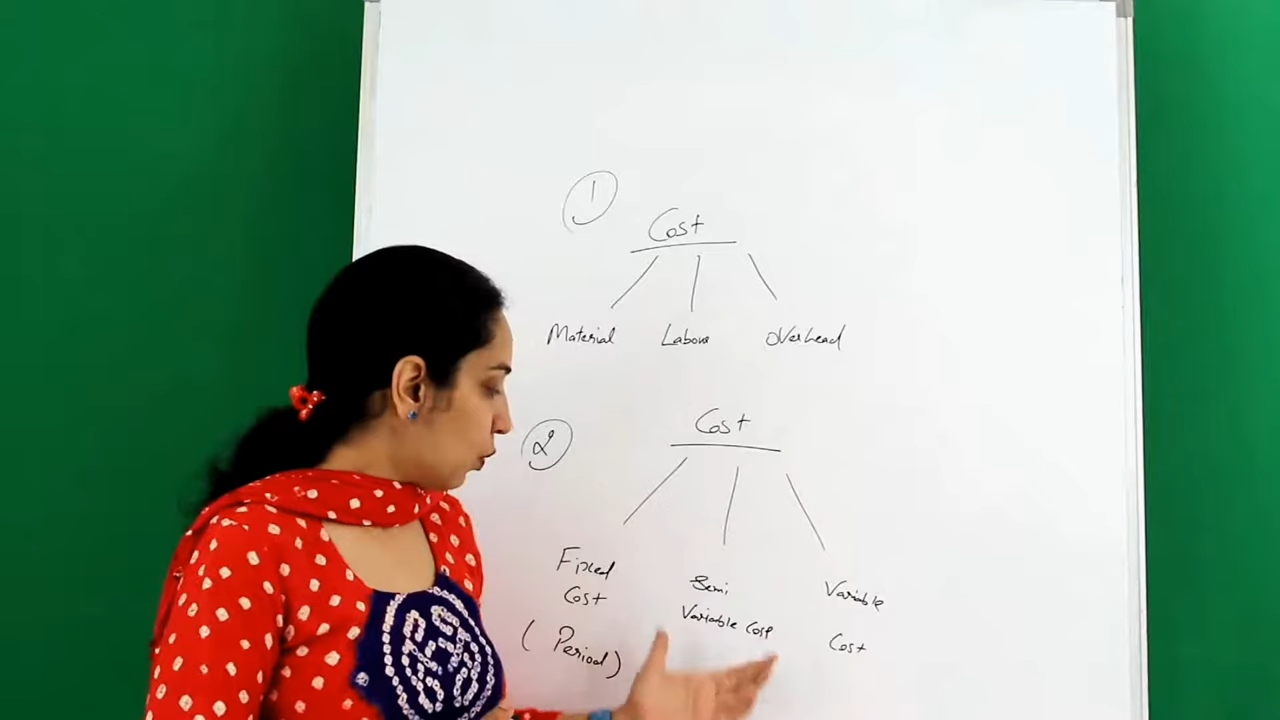 1
Cost
Material Labour Overhead
2
Cost
Fixed Cost
(Period)
Semi Variable Cost
Variable Cost